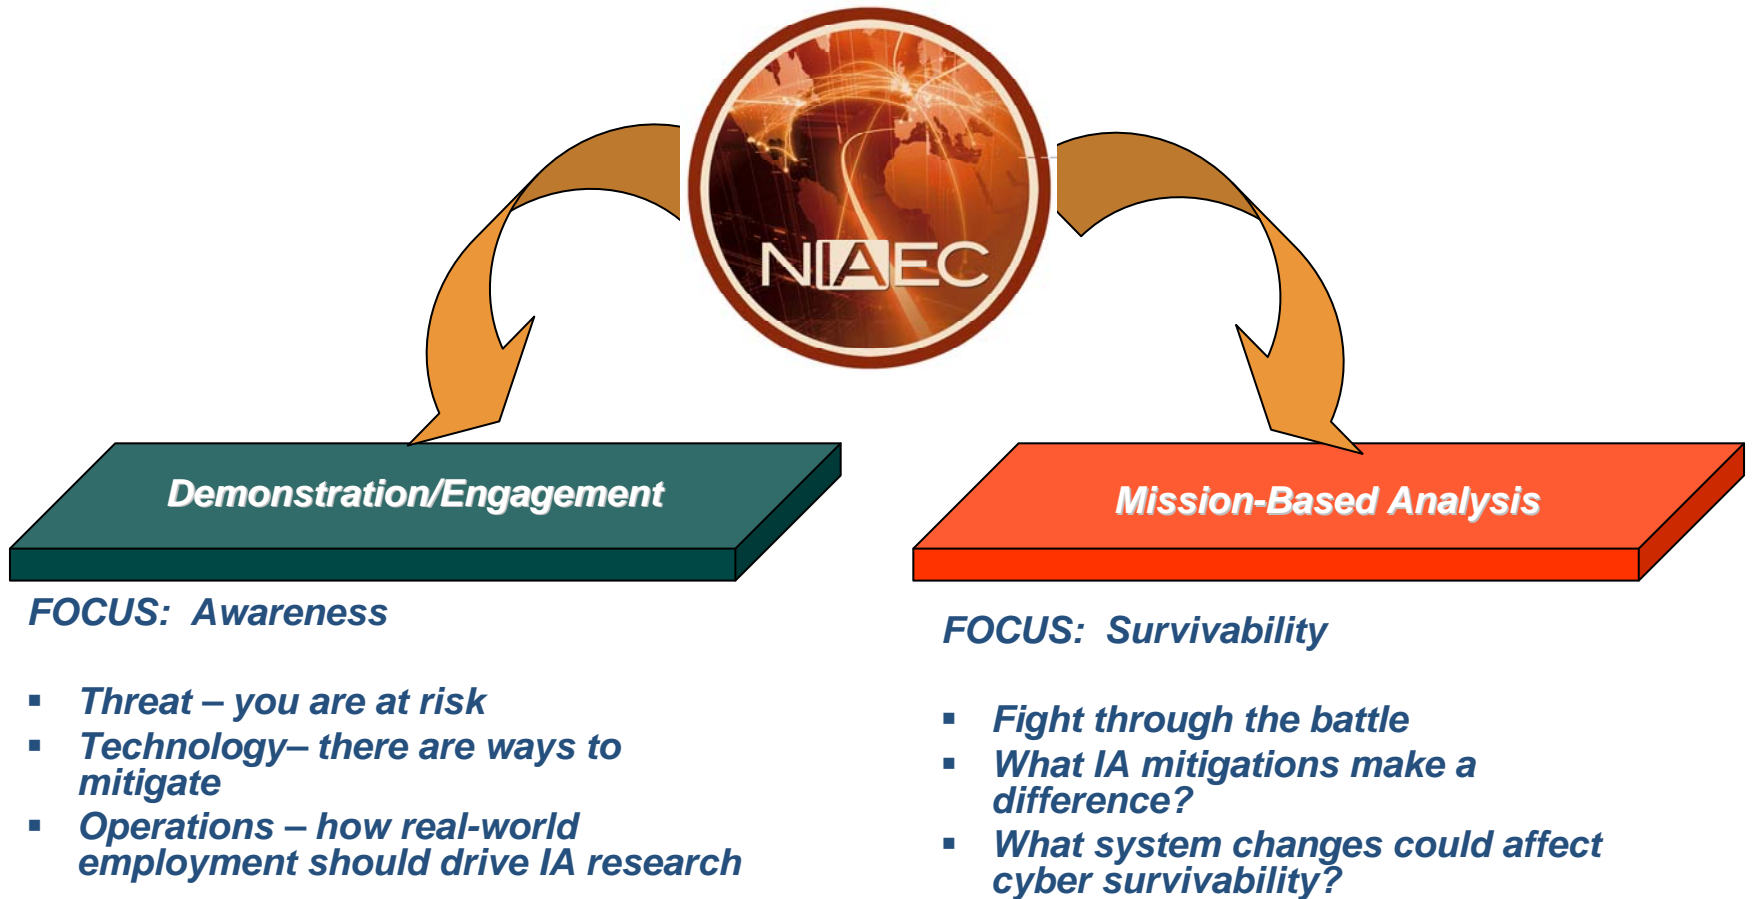 NIAEC
Demonstration/Engagement
FOCUS: Awareness
▪ Threat – you are at risk
▪ Technology– there are ways to
mitigate
▪ Operations – how real-world
employment should drive IA research
Mission-Based Analysis
FOCUS: Survivability
▪ Fight through the battle
▪ What IA mitigations make a
difference?
▪ What system changes could affect
cyber survivability?